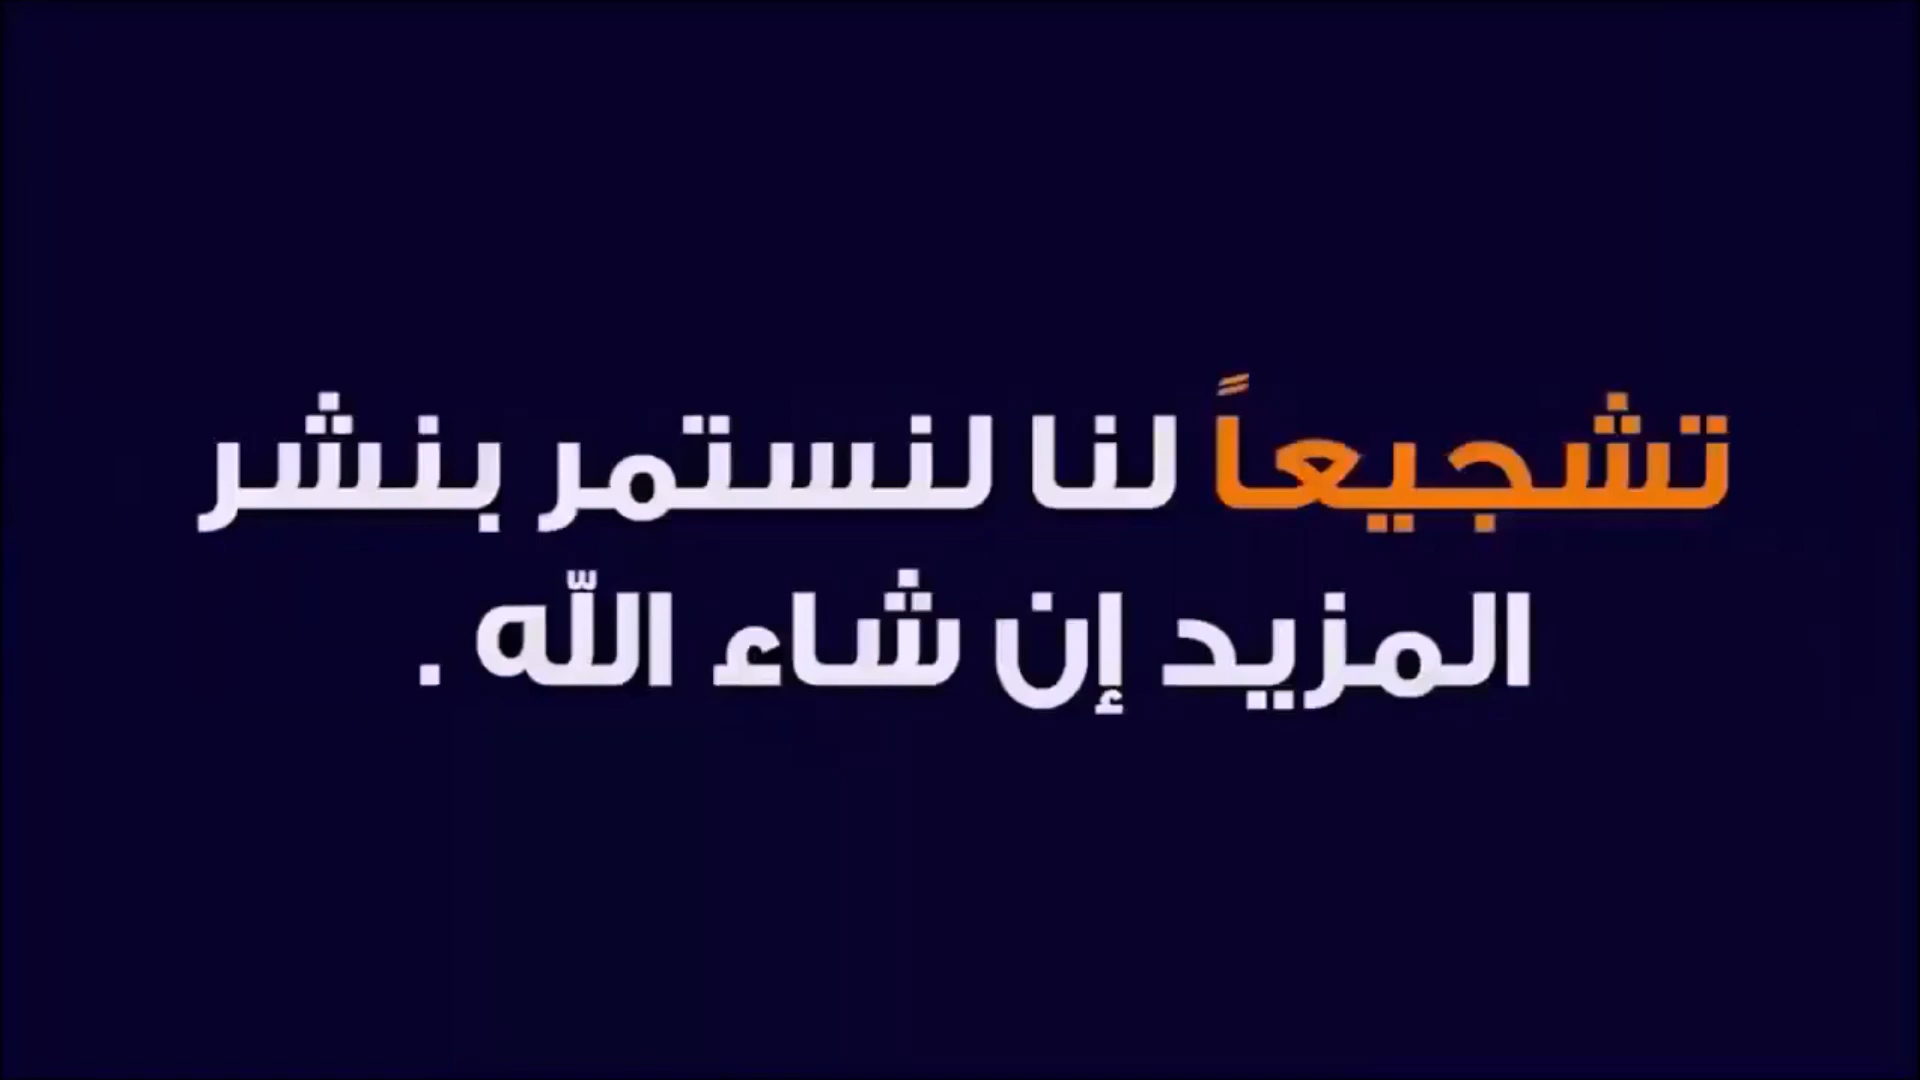 تشجيعاً لنا لنستمر بنشر
المزيد إن شاء اللّه .